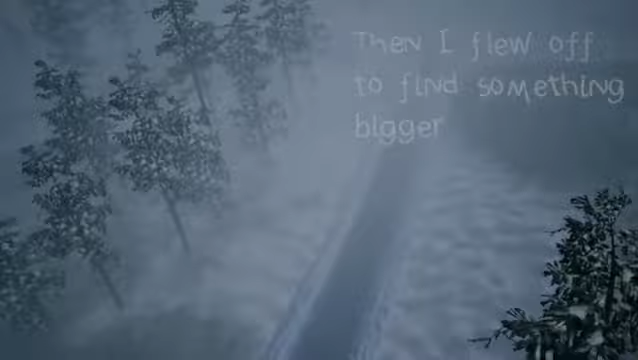 Then I flew off
to find something
bigger